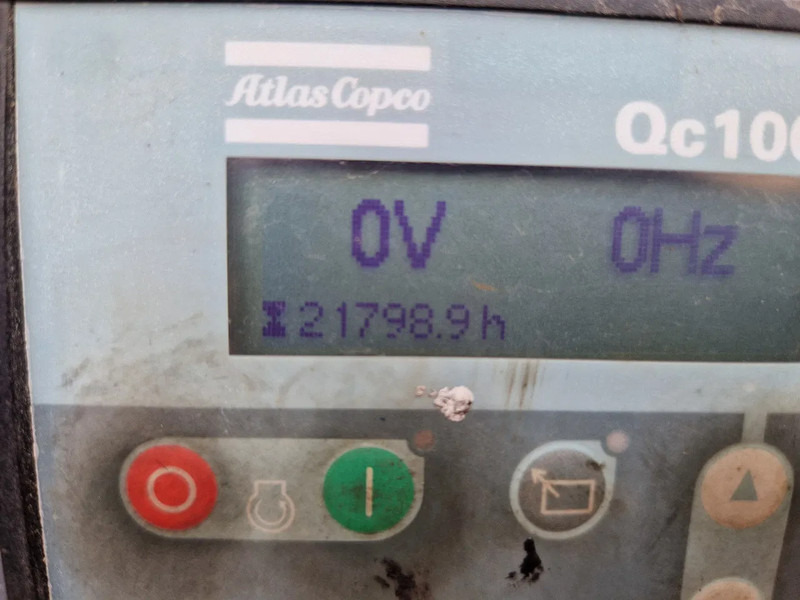 Atlas Copco
Qc100
0V 0Hz
21798.9 h